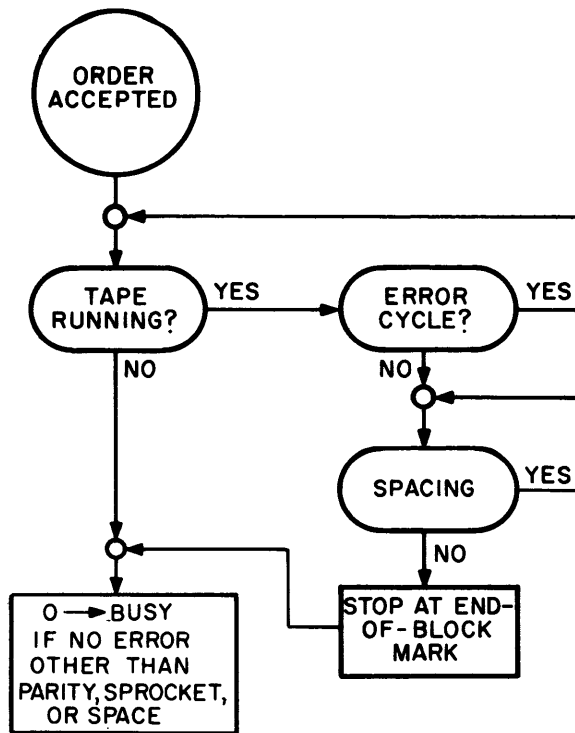 ORDER
ACCEPTED
TAPE
RUNNING?
YES
ERROR
CYCLE?
YES
NO
NO
SPACING
YES
NO
STOP AT END-
OF-BLOCK
MARK
0 → BUSY
IF NO ERROR
OTHER THAN
PARITY, SPROCKET,
OR SPACE